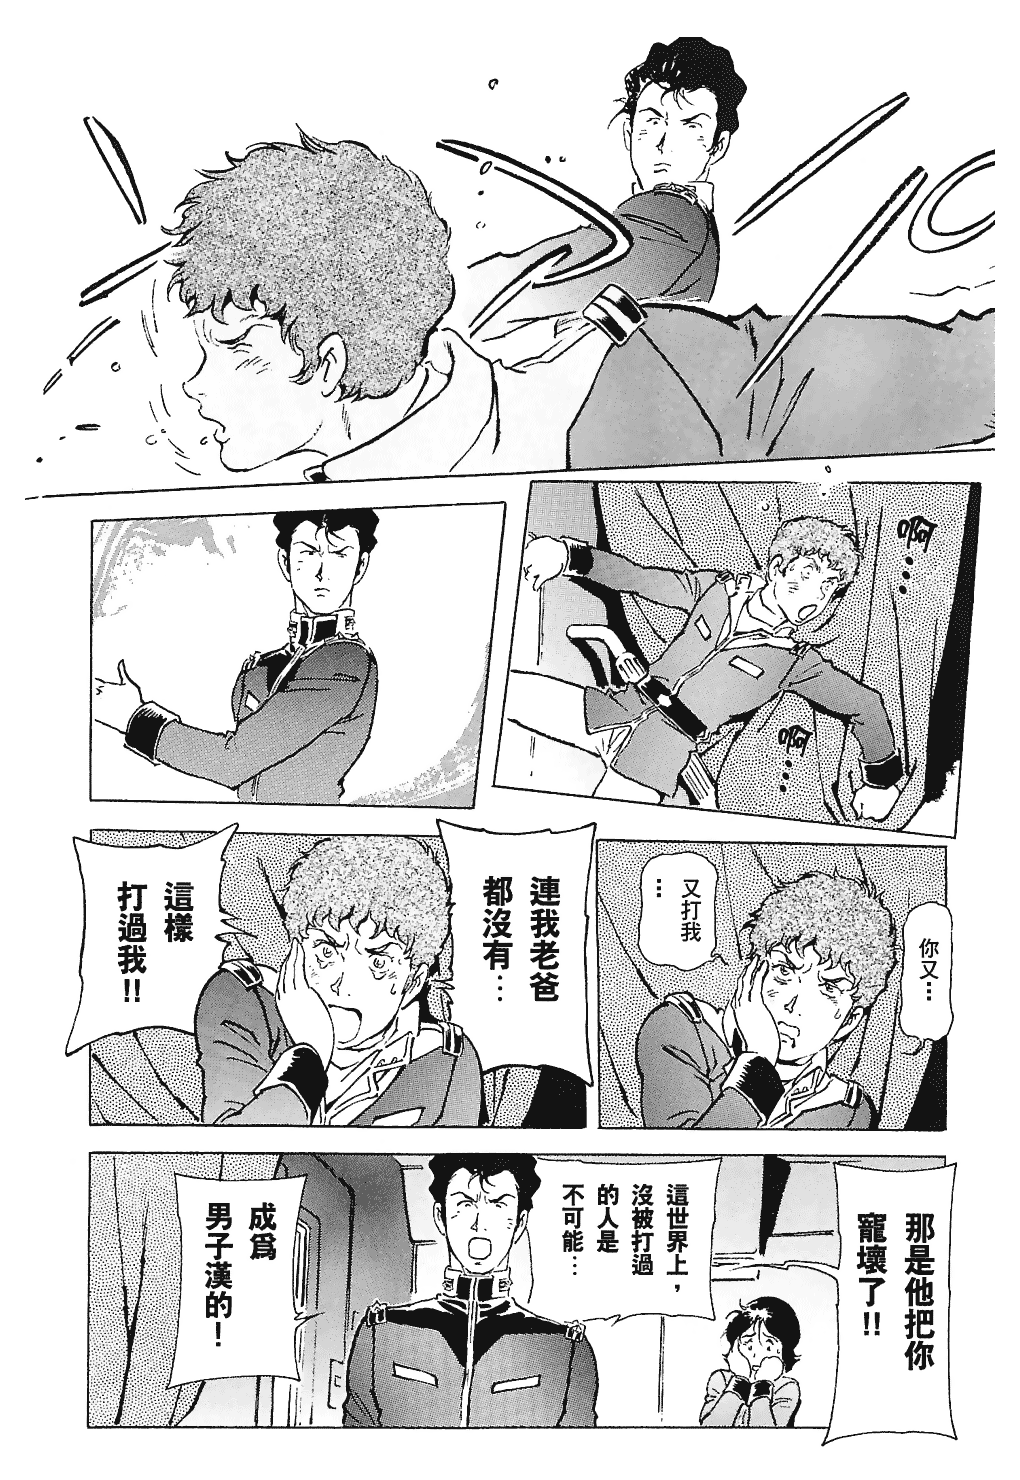 啊…
啊…
你又…
又打我
…
連我老爸
都沒有…
這樣
打過我!!
那是他把你
寵壞了!!
這世界上，
沒被打過
的人是
不可能…
成爲
男子漢的！